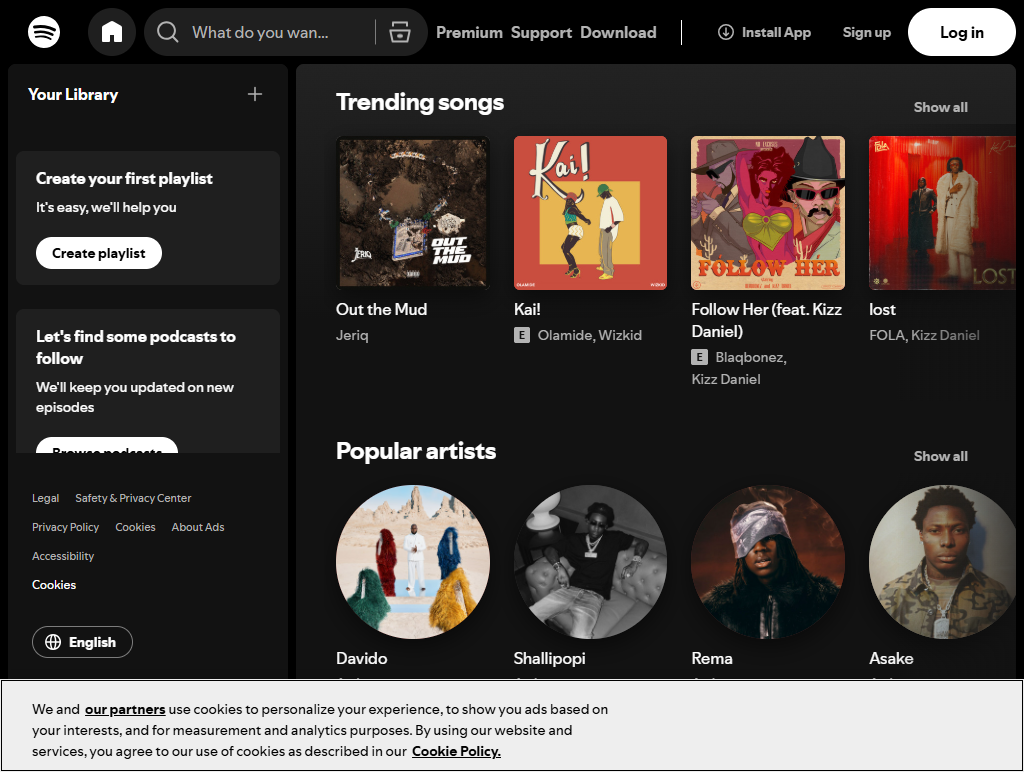 What do you wan...
Premium Support Download
Install App
Sign up
Log in
Your Library
Create your first playlist
It's easy, we'll help you
Create playlist
Let's find some podcasts to
follow
We'll keep you updated on new
episodes
Browse podcasts
Legal Safety & Privacy Center
Privacy Policy Cookies About Ads
Accessibility
Cookies
English
Trending songs
Show all
JERIQ
OUT
THE
MUD
Out the Mud
Jeriq
Kai!
OLAMIDE WIZKID
Kai!
E Olamide, Wizkid
FOLLOW HER
Follow Her (feat. Kizz
Daniel)
E Blaqbonez,
Kizz Daniel
FOLA
LOST
lost
FOLA, Kizz Daniel
Popular artists
Show all
Davido
Shallipopi
Rema
Asake
We and our partners use cookies to personalize your experience, to show you ads based on
your interests, and for measurement and analytics purposes. By using our website and
services, you agree to our use of cookies as described in our Cookie Policy.